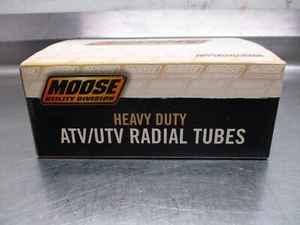 MOOSE
UTILITY DIVISION
HEAVY DUTY
ATV/UTV RADIAL TUBES